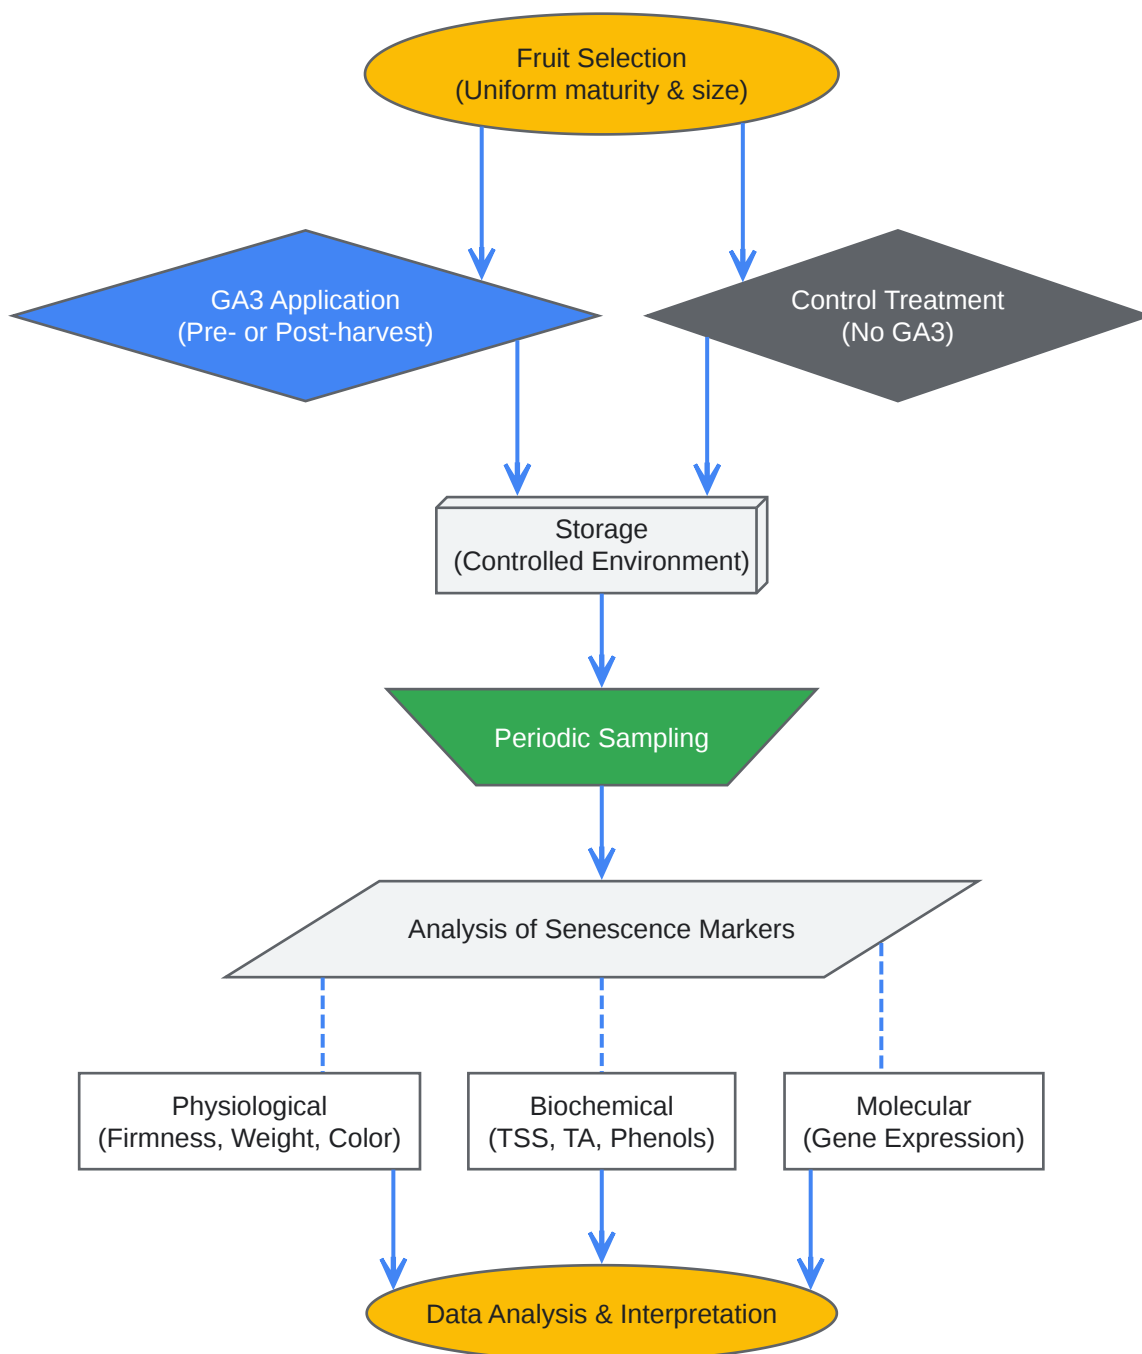 Fruit Selection
(Uniform maturity & size)
GA3 Application
(Pre- or Post-harvest)
Control Treatment
(No GA3)
Storage
(Controlled Environment)
Periodic Sampling
Analysis of Senescence Markers
Physiological
(Firmness, Weight, Color)
Biochemical
(TSS, TA, Phenols)
Molecular
(Gene Expression)
Data Analysis & Interpretation